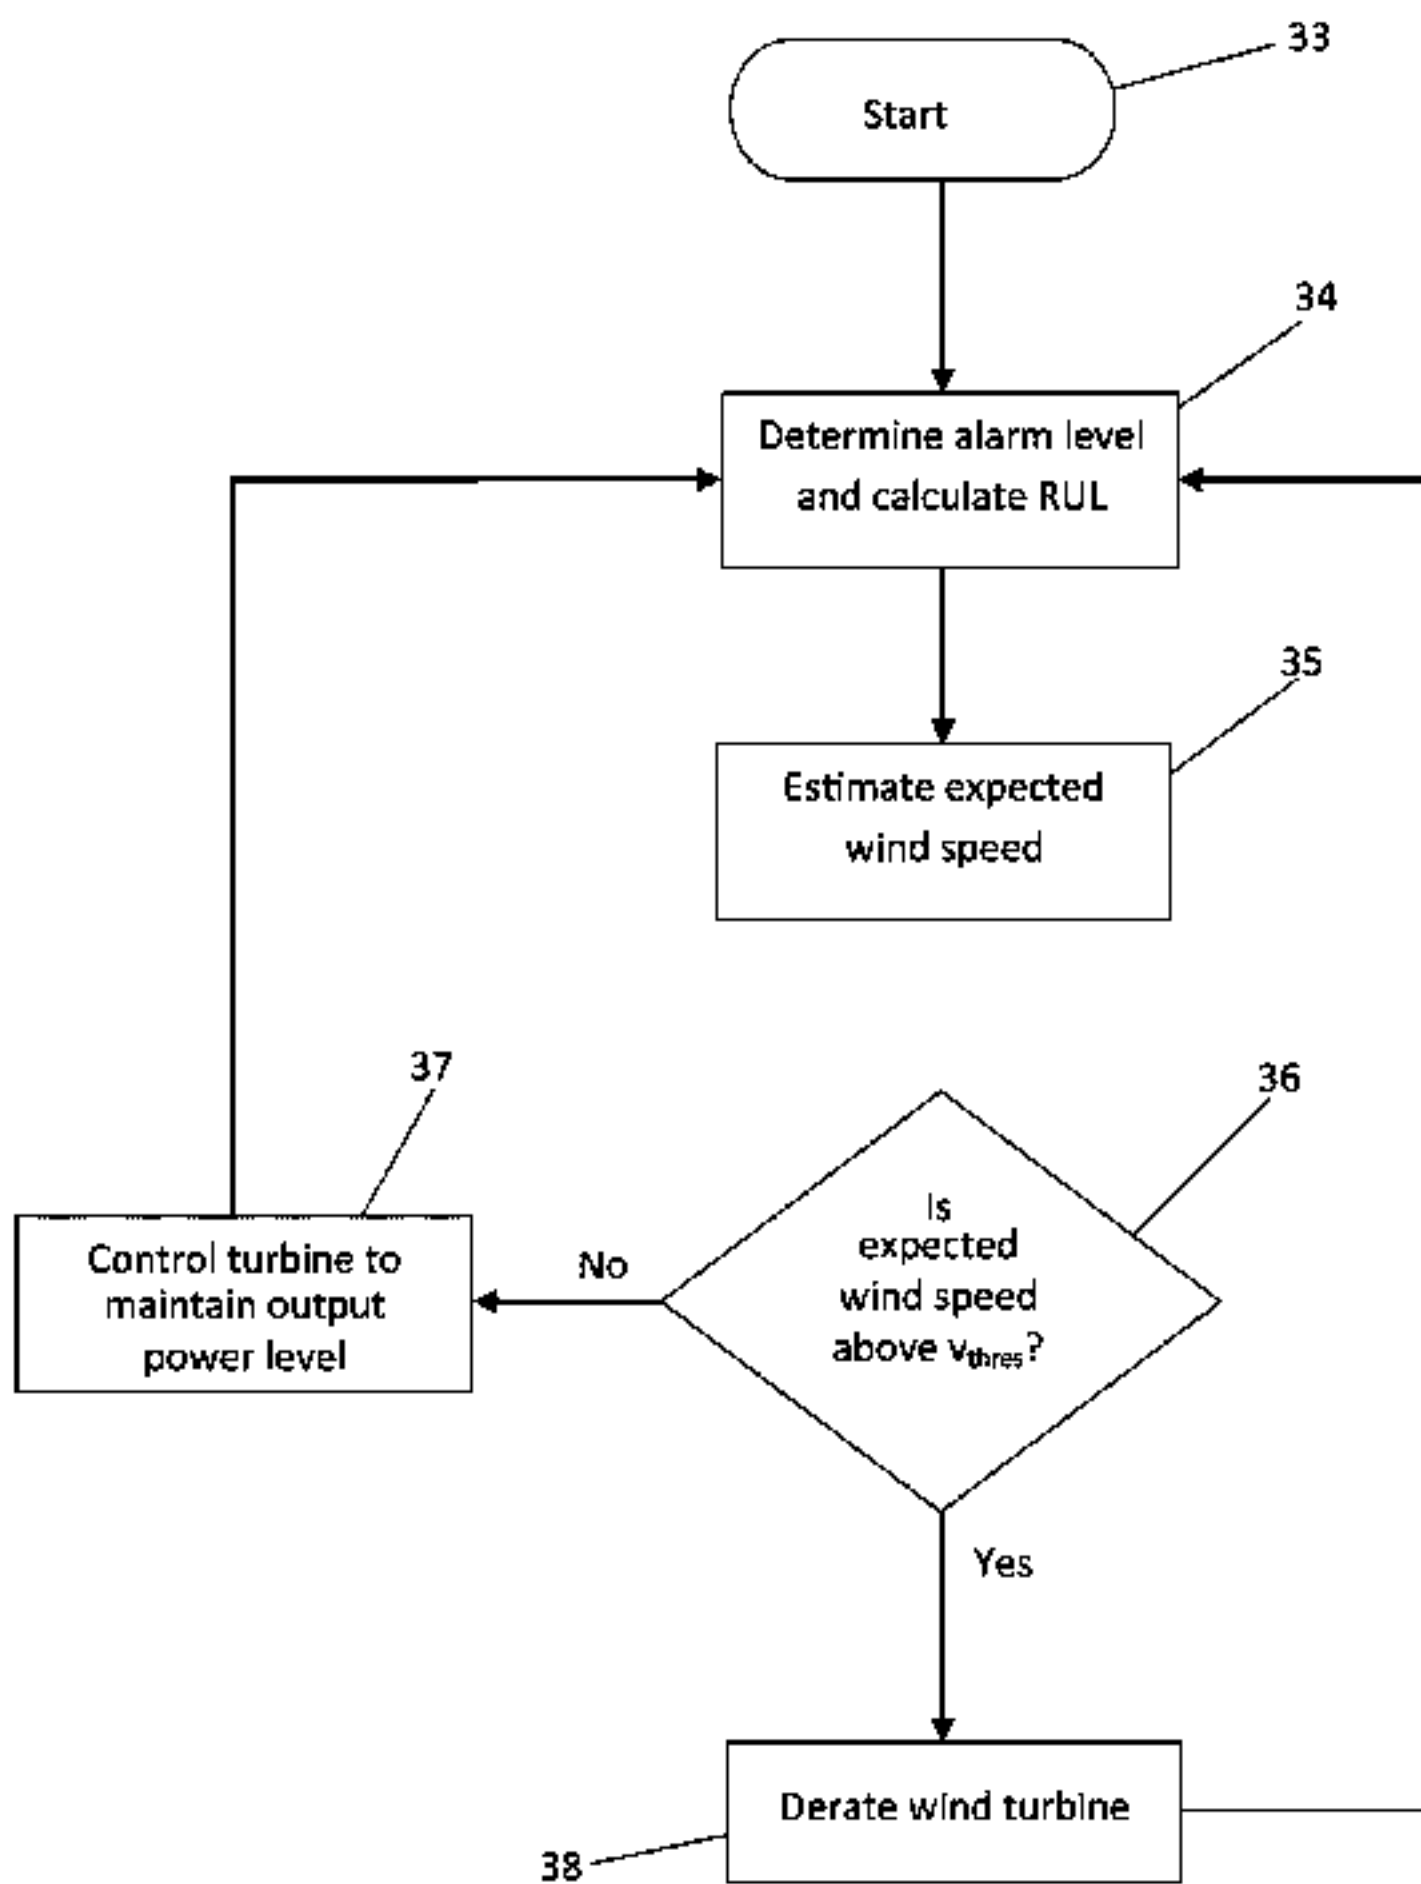 33
Start
34
Determine alarm level
and calculate RUL
35
Estimate expected
wind speed
37
36
Is
expected
wind speed
above vthres?
No
Control turbine to
maintain output
power level
Yes
Derate wind turbine
38